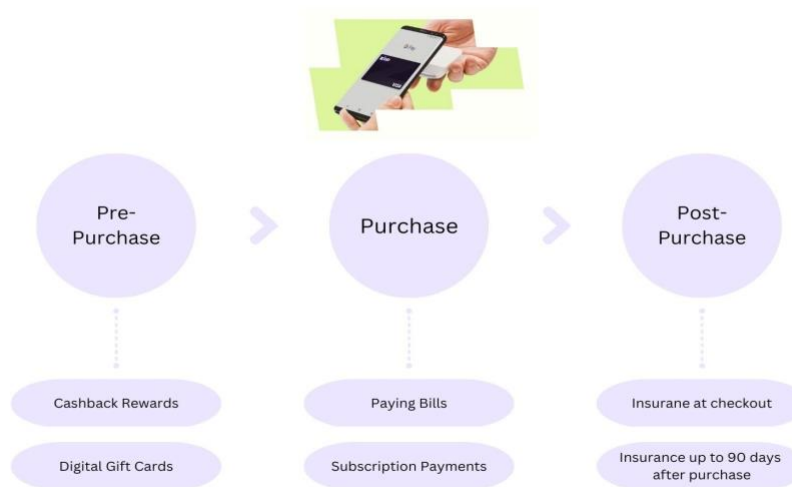 Pre-
Purchase
Purchase
Post-
Purchase
Cashback Rewards
Paying Bills
Insurane at checkout
Digital Gift Cards
Subscription Payments
Insurance up to 90 days
after purchase